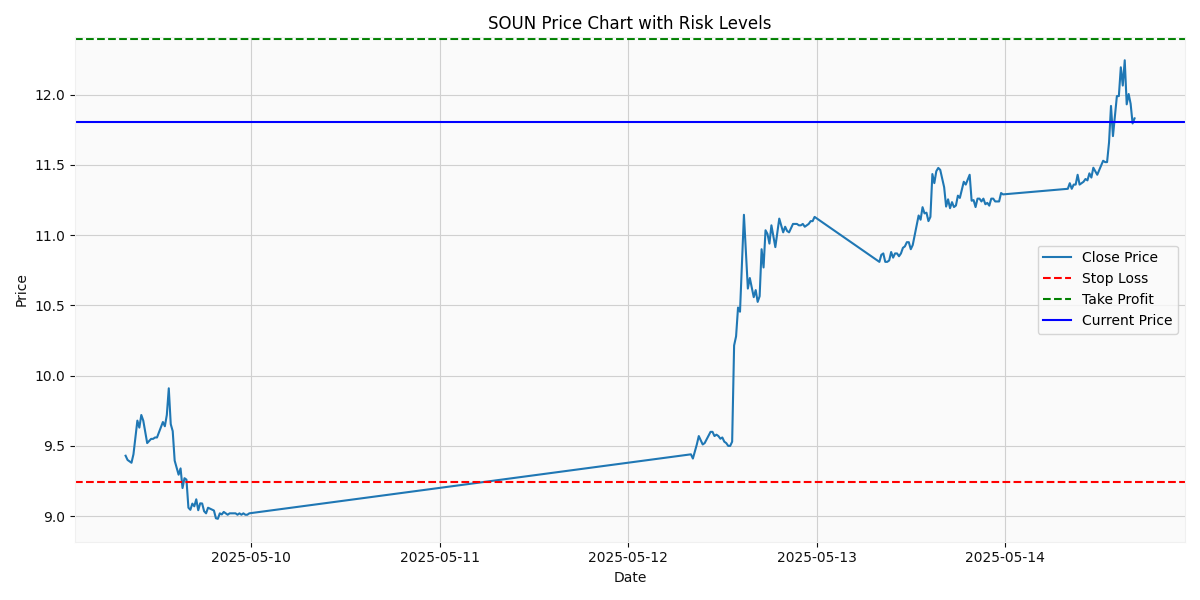 SOUN Price Chart with Risk Levels
12.0
11.5
11.0
10.5
10.0
9.5
9.0
Price
Close Price
Stop Loss
Take Profit
Current Price
2025-05-10
2025-05-11
2025-05-12
2025-05-13
2025-05-14
Date